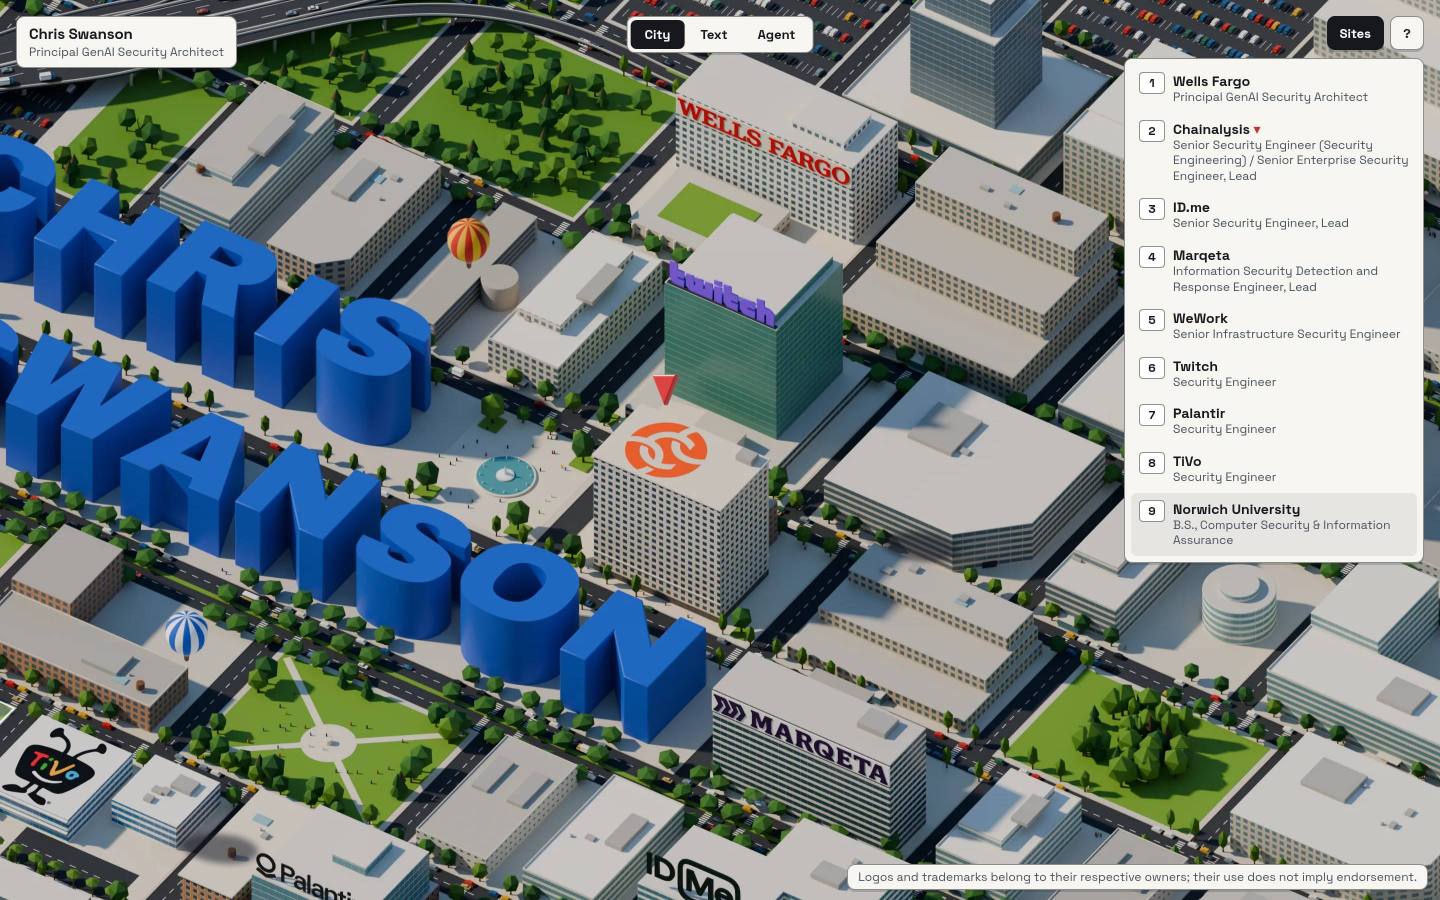 Chris Swanson
Principal GenAI Security Architect
City
Text
Agent
Sites
?
1
Wells Fargo
Principal GenAI Security Architect
2
Chainalysis
Senior Security Engineer (Security
Engineering) / Senior Enterprise Security
Engineer, Lead
3
ID.me
Senior Security Engineer, Lead
4
Marqeta
Information Security Detection and
Response Engineer, Lead
5
WeWork
Senior Infrastructure Security Engineer
6
Twitch
Security Engineer
7
Palantir
Security Engineer
8
TiVo
Security Engineer
9
Norwich University
B.S., Computer Security & Information
Assurance
WELLS FARGO
twitch
CHRIS
SWANSON
MARQETA
TiVo
Palanti
ID Me
Logos and trademarks belong to their respective owners; their use does not imply endorsement.